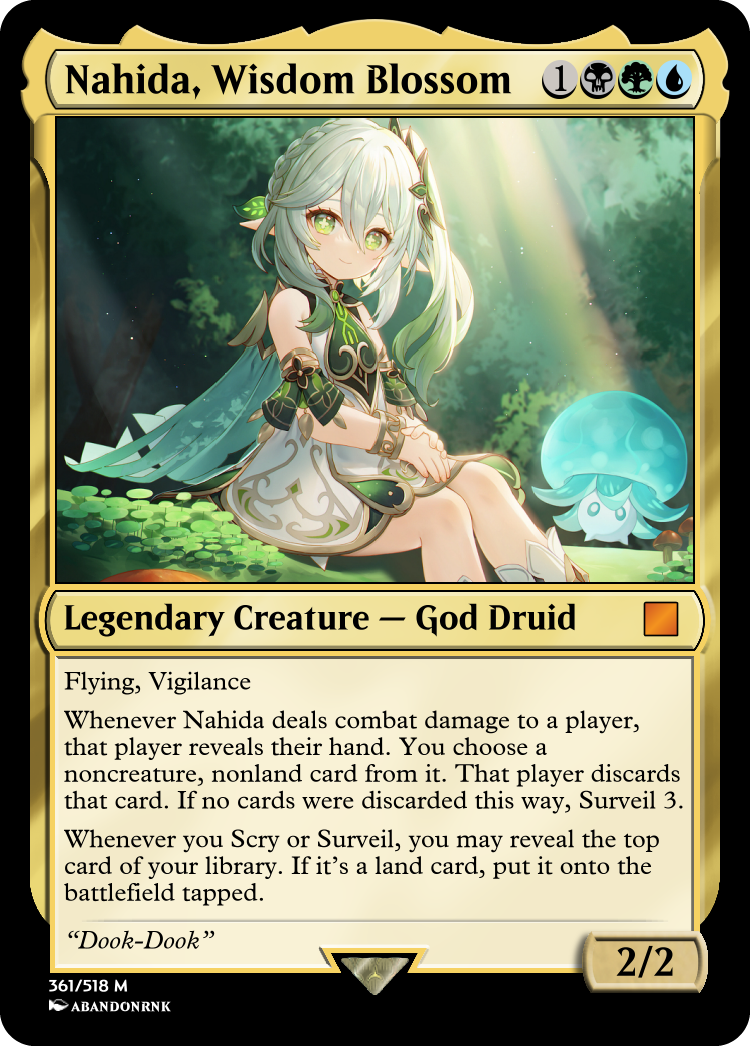 Nahida, Wisdom Blossom 1
Legendary Creature — God Druid
Flying, Vigilance
Whenever Nahida deals combat damage to a player,
that player reveals their hand. You choose a
noncreature, nonland card from it. That player discards
that card. If no cards were discarded this way, Surveil 3.
Whenever you Scry or Surveil, you may reveal the top
card of your library. If it's a land card, put it onto the
battlefield tapped.
“Dook-Dook”
2/2
361/518 M
ABANDONRNK